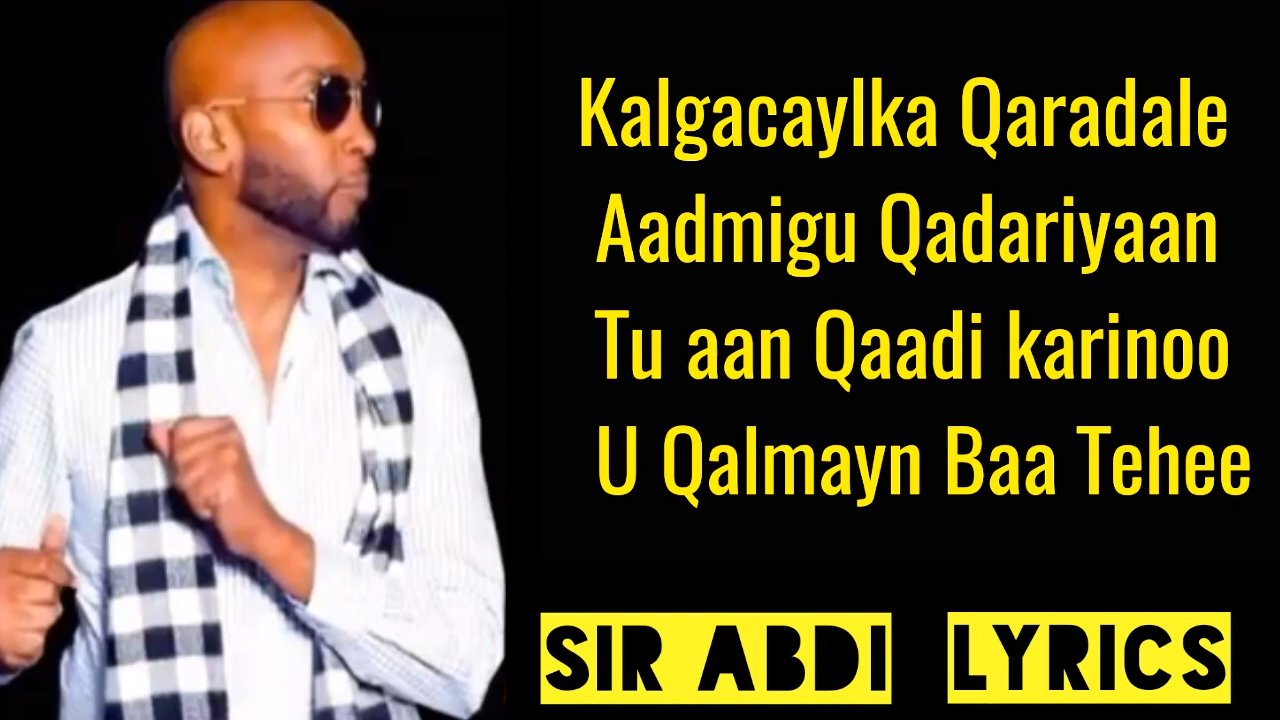 Kalgacaylka Qaradale
Aadmigu Qadariyaan
Tu aan Qaadi karinoo
U Qalmayn Baa Tehee
SIR ABDI LYRICS